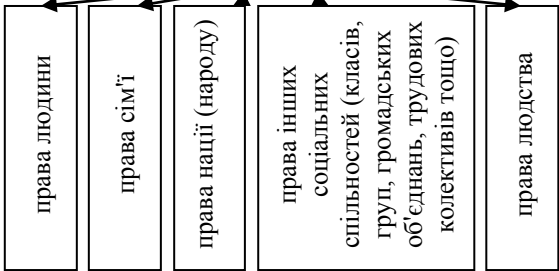 права людини
права сім'ї
права нації (народу)
права інших
соціальних
спільностей (класів,
груп, громадських
об'єднань, трудових
колективів тощо)
права людства